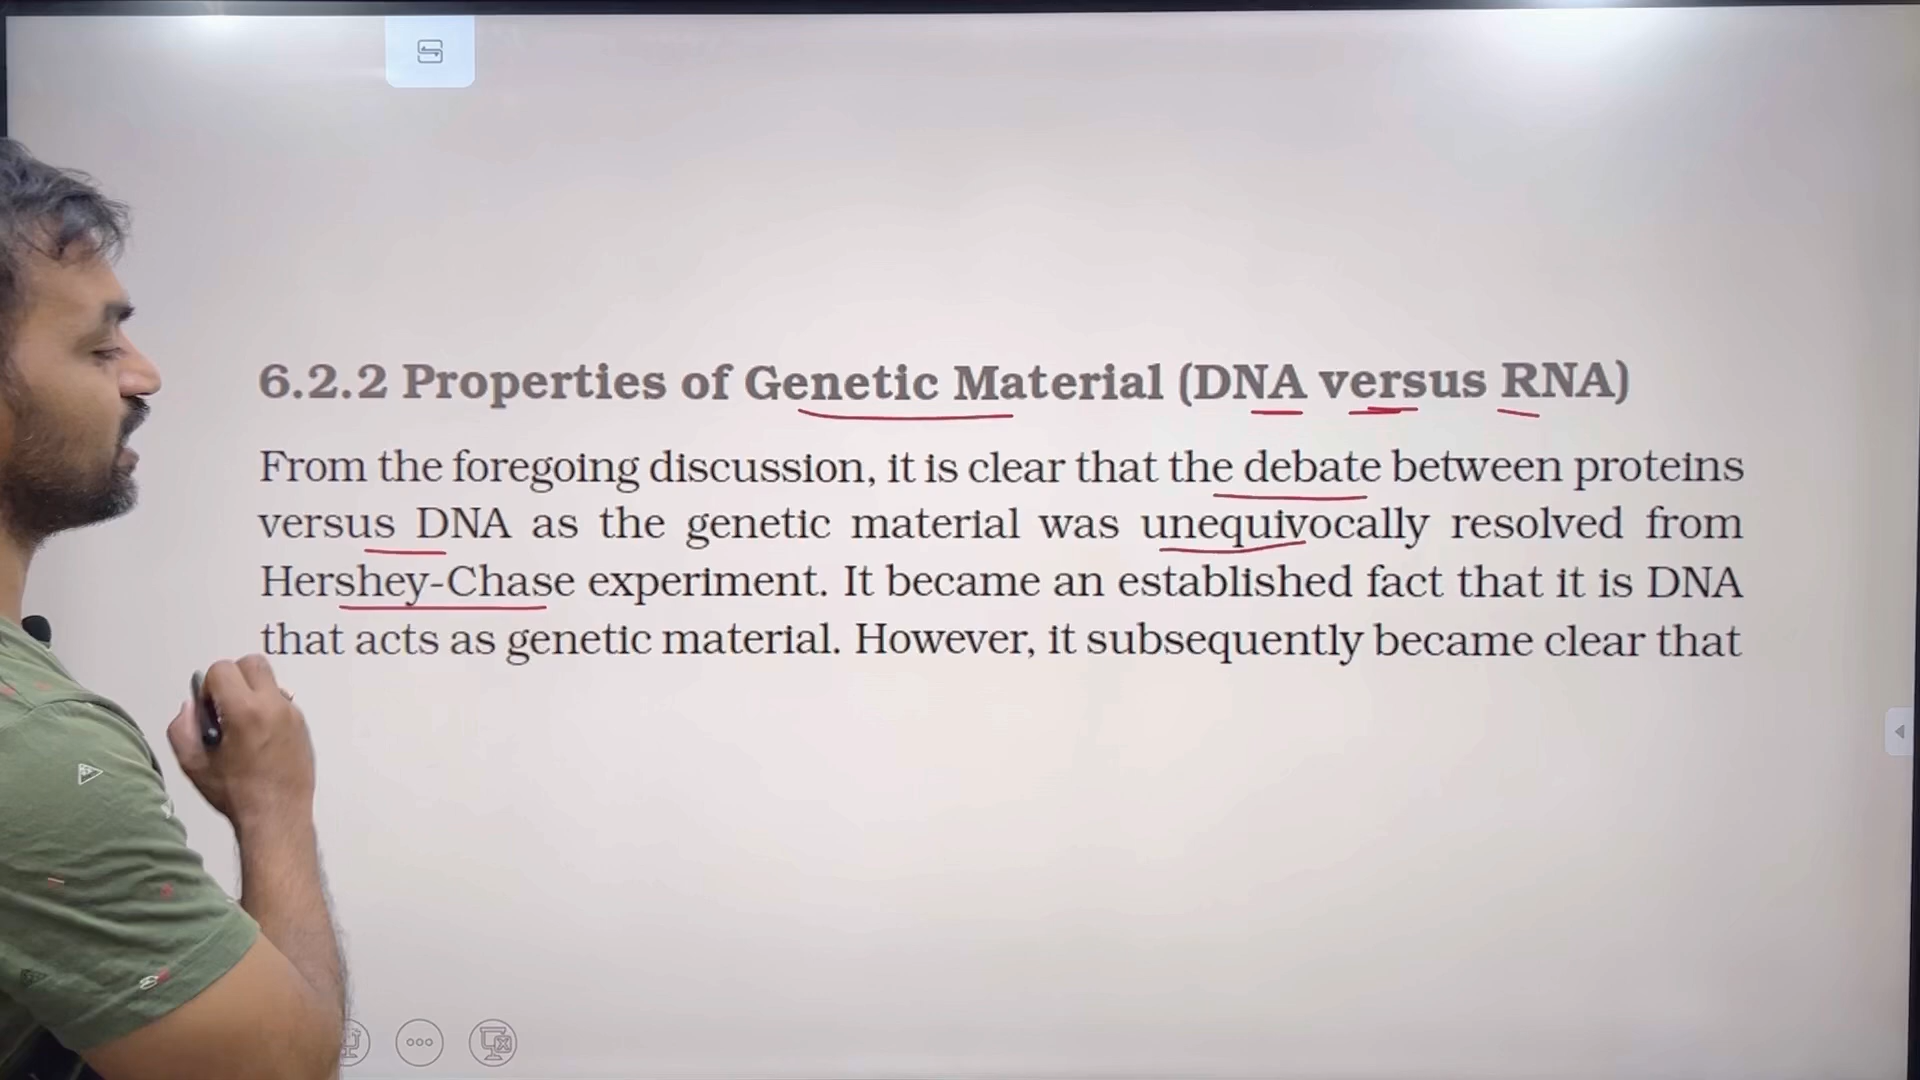 6.2.2 Properties of Genetic Material (DNA versus RNA)
From the foregoing discussion, it is clear that the debate between proteins
versus DNA as the genetic material was unequivocally resolved from
Hershey-Chase experiment. It became an established fact that it is DNA
that acts as genetic material. However, it subsequently became clear that